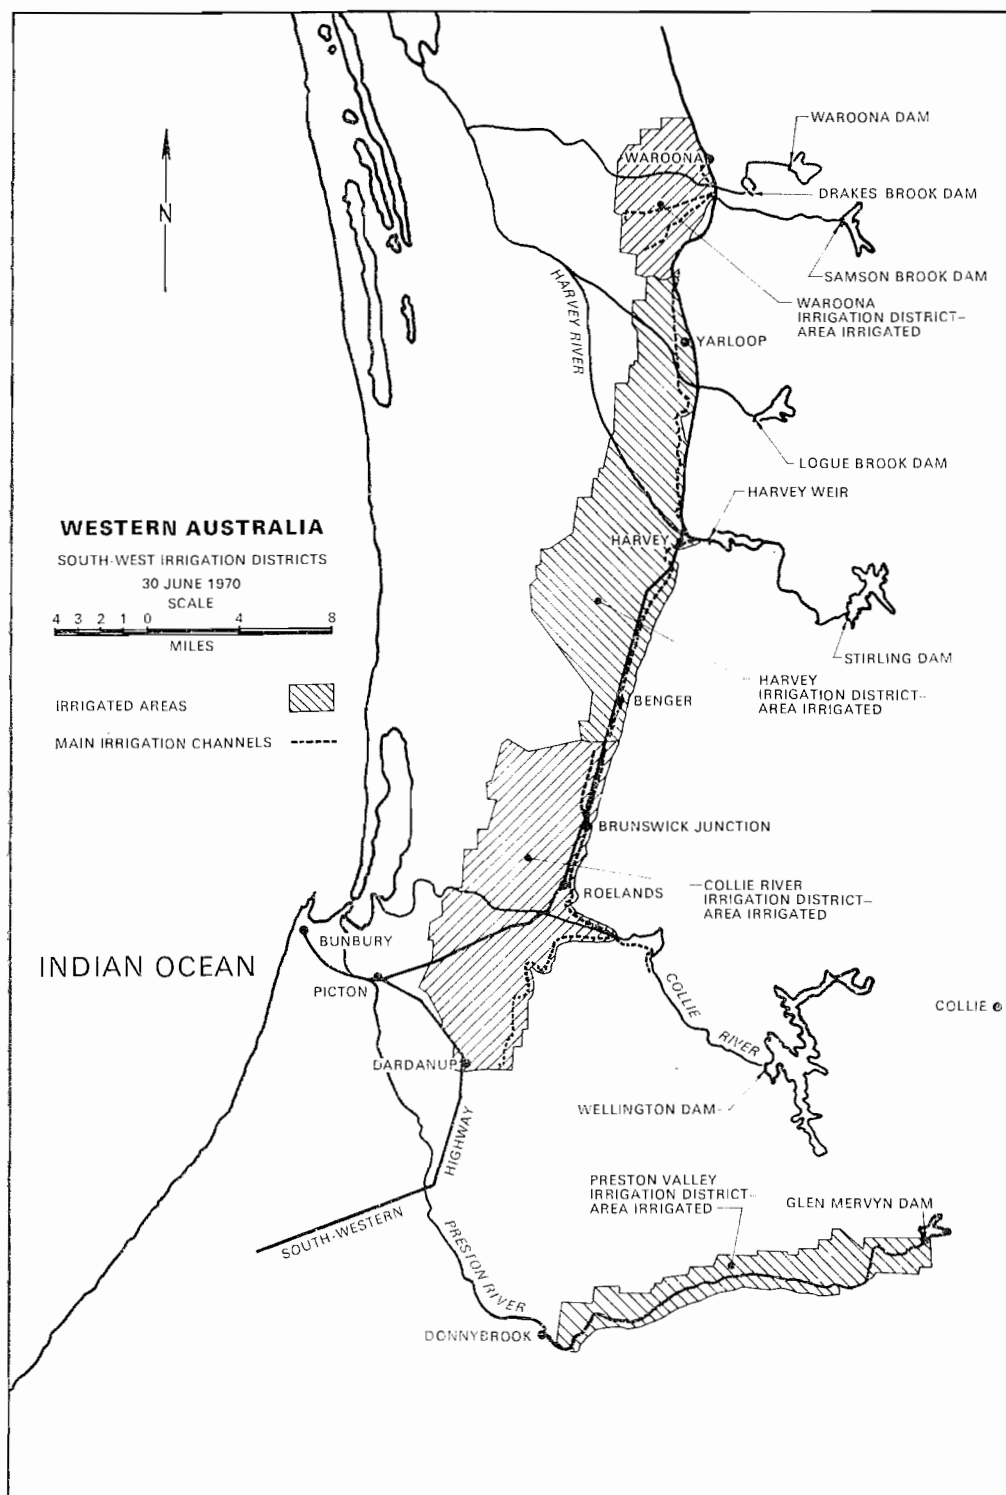 WAROONA DAM
WAROONA
DRAKES BROOK DAM
N
SAMSON BROOK DAM
HARVEY RIVER
WAROONA
IRRIGATION DISTRICT–
AREA IRRIGATED
YARLOOP
LOGUE BROOK DAM
HARVEY WEIR
WESTERN AUSTRALIA
SOUTH-WEST IRRIGATION DISTRICTS
30 JUNE 1970
SCALE
4 3 2 1 0 4 8
MILES
HARVEY
STIRLING DAM
HARVEY
IRRIGATION DISTRICT–
AREA IRRIGATED
IRRIGATED AREAS
BENGER
MAIN IRRIGATION CHANNELS
BRUNSWICK JUNCTION
ROELANDS
COLLIE RIVER
IRRIGATION DISTRICT–
AREA IRRIGATED
BUNBURY
INDIAN OCEAN
PICTON
COLLIE
COLLIE RIVER
DARDANUP
WELLINGTON DAM
SOUTH-WESTERN HIGHWAY
PRESTON VALLEY
IRRIGATION DISTRICT–
AREA IRRIGATED
GLEN MERVYN DAM
PRESTON RIVER
DONNYBROOK